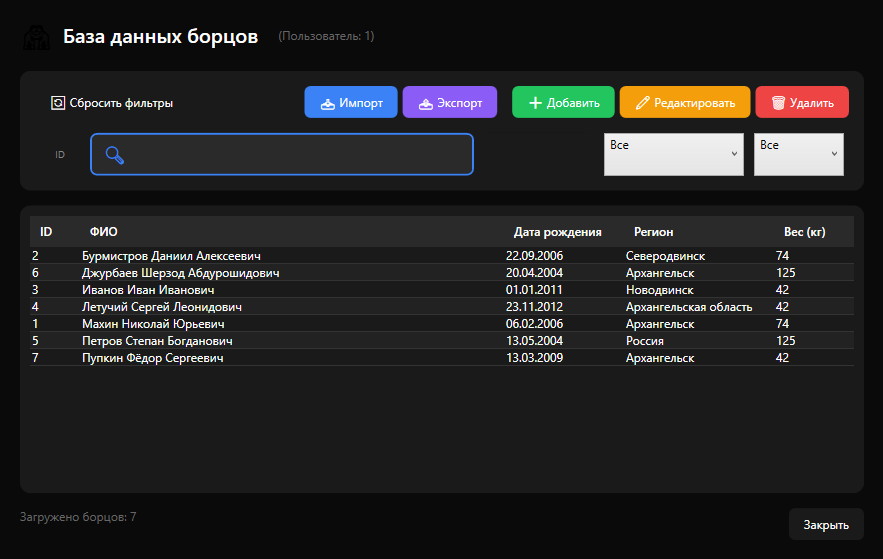 База данных борцов (Пользователь: 1)
Сбросить фильтры Импорт Экспорт Добавить Редактировать Удалить
ID Все Все
ID ФИО Дата рождения Регион Вес (кг)
2 Бурмистров Даниил Алексеевич 22.09.2006 Северодвинск 74
6 Джурбаев Шерзод Абдурошидович 20.04.2004 Архангельск 125
3 Иванов Иван Иванович 01.01.2011 Новодвинск 42
4 Летучий Сергей Леонидович 23.11.2012 Архангельская область 42
1 Махин Николай Юрьевич 06.02.2006 Архангельск 74
5 Петров Степан Богданович 13.05.2004 Россия 125
7 Пупкин Фёдор Сергеевич 13.03.2009 Архангельск 42
Загружено борцов: 7
Закрыть